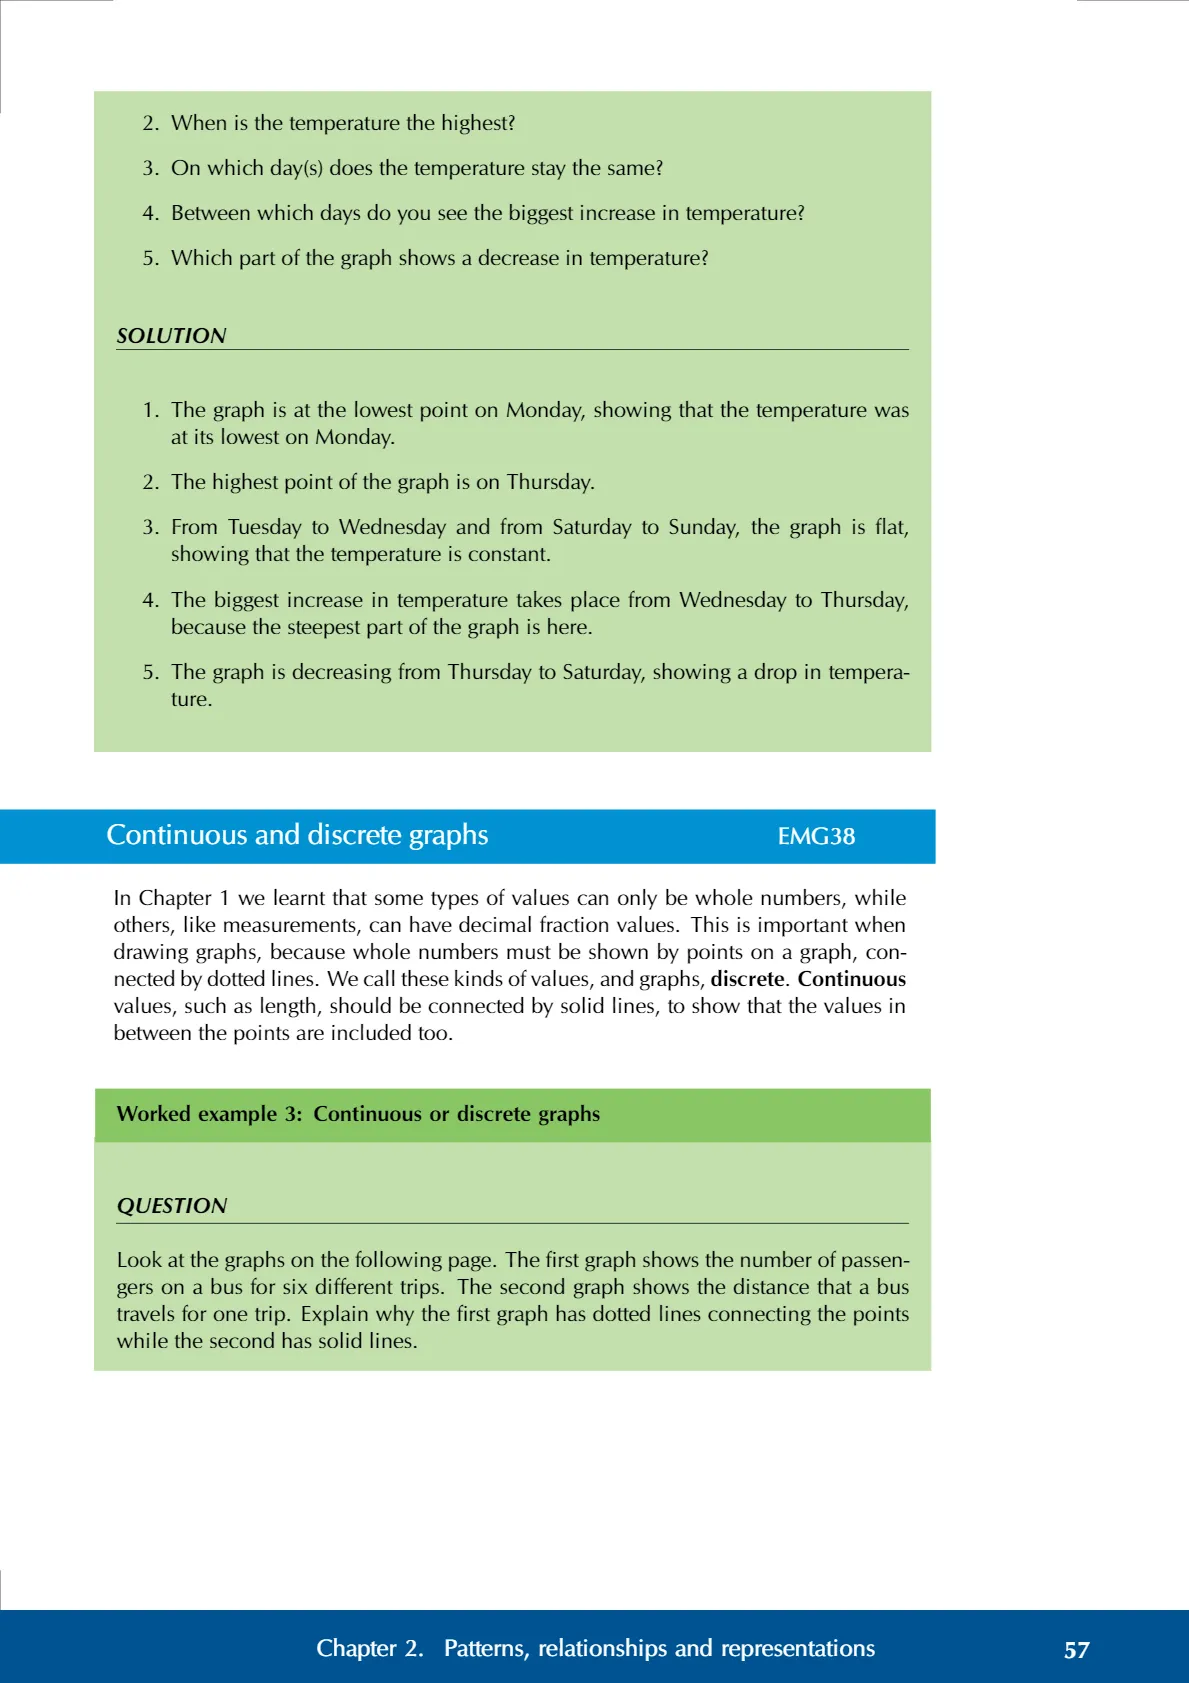 2. When is the temperature the highest?
3. On which day(s) does the temperature stay the same?
4. Between which days do you see the biggest increase in temperature?
5. Which part of the graph shows a decrease in temperature?
SOLUTION
1. The graph is at the lowest point on Monday, showing that the temperature was
at its lowest on Monday.
2. The highest point of the graph is on Thursday.
3. From Tuesday to Wednesday and from Saturday to Sunday, the graph is flat,
showing that the temperature is constant.
4. The biggest increase in temperature takes place from Wednesday to Thursday,
because the steepest part of the graph is here.
5. The graph is decreasing from Thursday to Saturday, showing a drop in tempera-
ture.
Continuous and discrete graphs EMG38
In Chapter 1 we learnt that some types of values can only be whole numbers, while
others, like measurements, can have decimal fraction values. This is important when
drawing graphs, because whole numbers must be shown by points on a graph, con-
nected by dotted lines. We call these kinds of values, and graphs, discrete. Continuous
values, such as length, should be connected by solid lines, to show that the values in
between the points are included too.
Worked example 3: Continuous or discrete graphs
QUESTION
Look at the graphs on the following page. The first graph shows the number of passen-
gers on a bus for six different trips. The second graph shows the distance that a bus
travels for one trip. Explain why the first graph has dotted lines connecting the points
while the second has solid lines.
Chapter 2. Patterns, relationships and representations 57